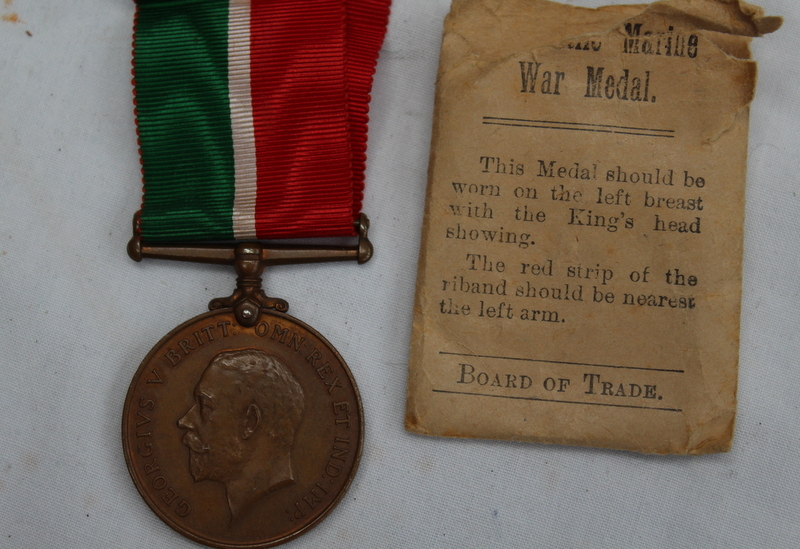 GEORGIVS V BRITT: OMN: REX ET IND: IMP:
Marine
War Medal.
This Medal should be
worn on the left breast
with the King's head
showing.
The red strip of the
riband should be nearest
the left arm.
BOARD OF TRADE.